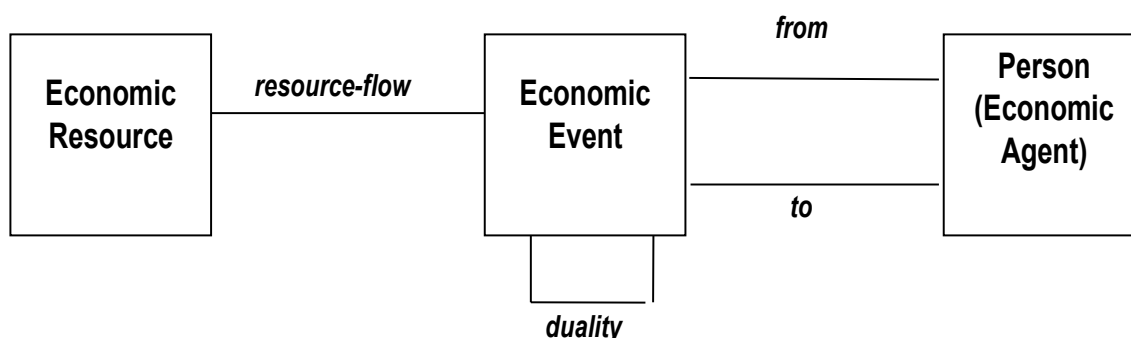 Economic
Resource
resource-flow
Economic
Event
from
to
Person
(Economic
Agent)
duality